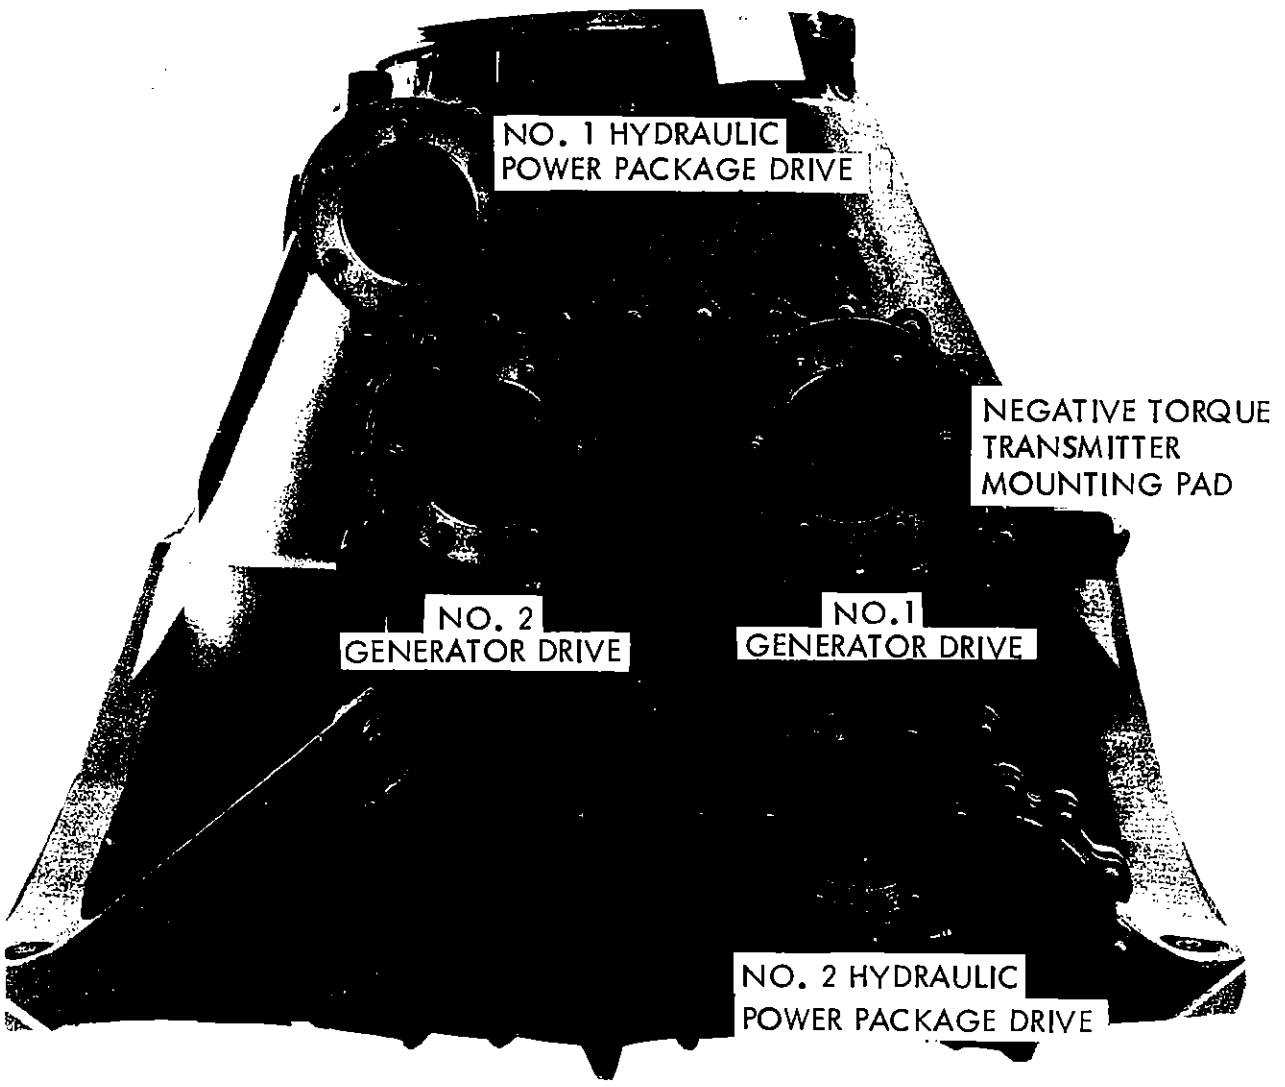 NO. 1 HYDRAULIC
POWER PACKAGE DRIVE
NEGATIVE TORQUE
TRANSMITTER
MOUNTING PAD
NO. 2
GENERATOR DRIVE
NO.1
GENERATOR DRIVE
NO. 2 HYDRAULIC
POWER PACKAGE DRIVE